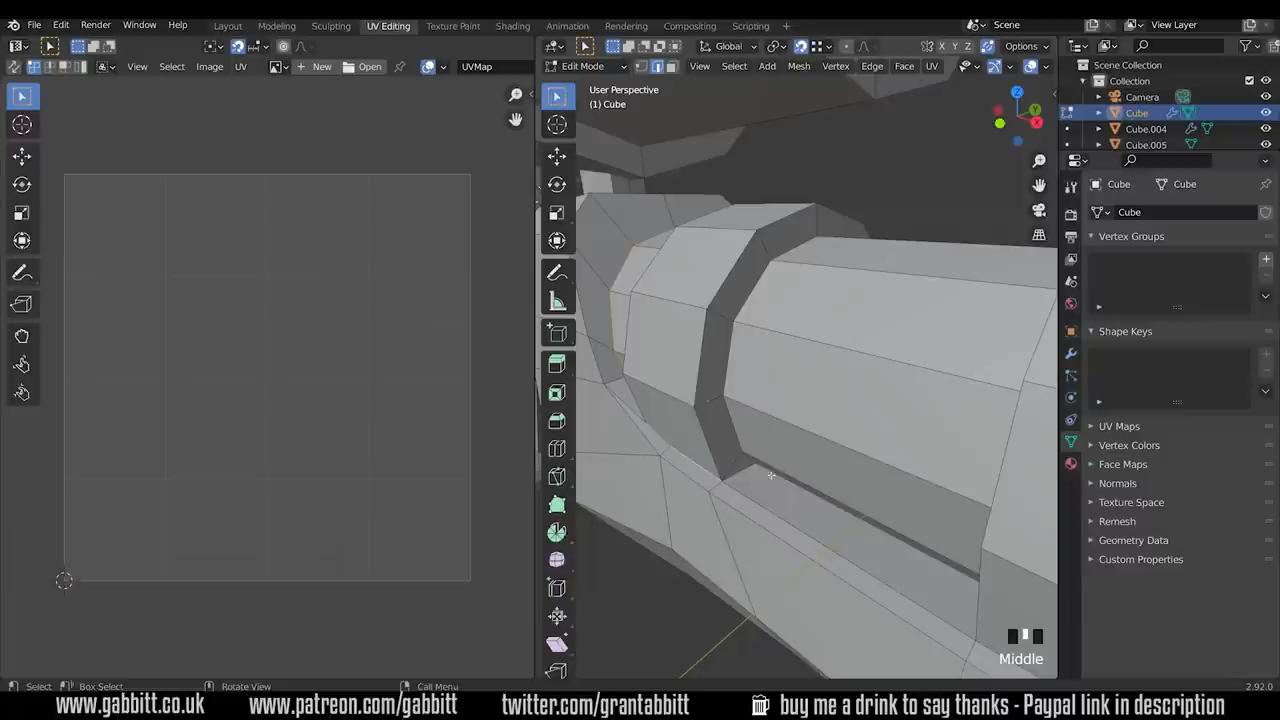 File Edit Render Window Help Layout Modeling Sculpting UV Editing Texture Paint Shading Animation Rendering Compositing Scripting + Scene View Layer
Global X Y Z Options
View Select Image UV New Open UVMap Edit Mode View Select Add Mesh Vertex Edge Face UV
Scene Collection
Collection
Camera
Cube
Cube.004
Cube.005
User Perspective
(1) Cube
Z
Y
X
Cube Cube
Cube
Vertex Groups
Shape Keys
UV Maps
Vertex Colors
Face Maps
Normals
Texture Space
Remesh
Geometry Data
Custom Properties
Middle
Select Box Select Rotate View Call Menu 2.92.0
www.gabbitt.co.uk www.patreon.com/gabbitt twitter.com/grantabbitt buy me a drink to say thanks - Paypal link in description